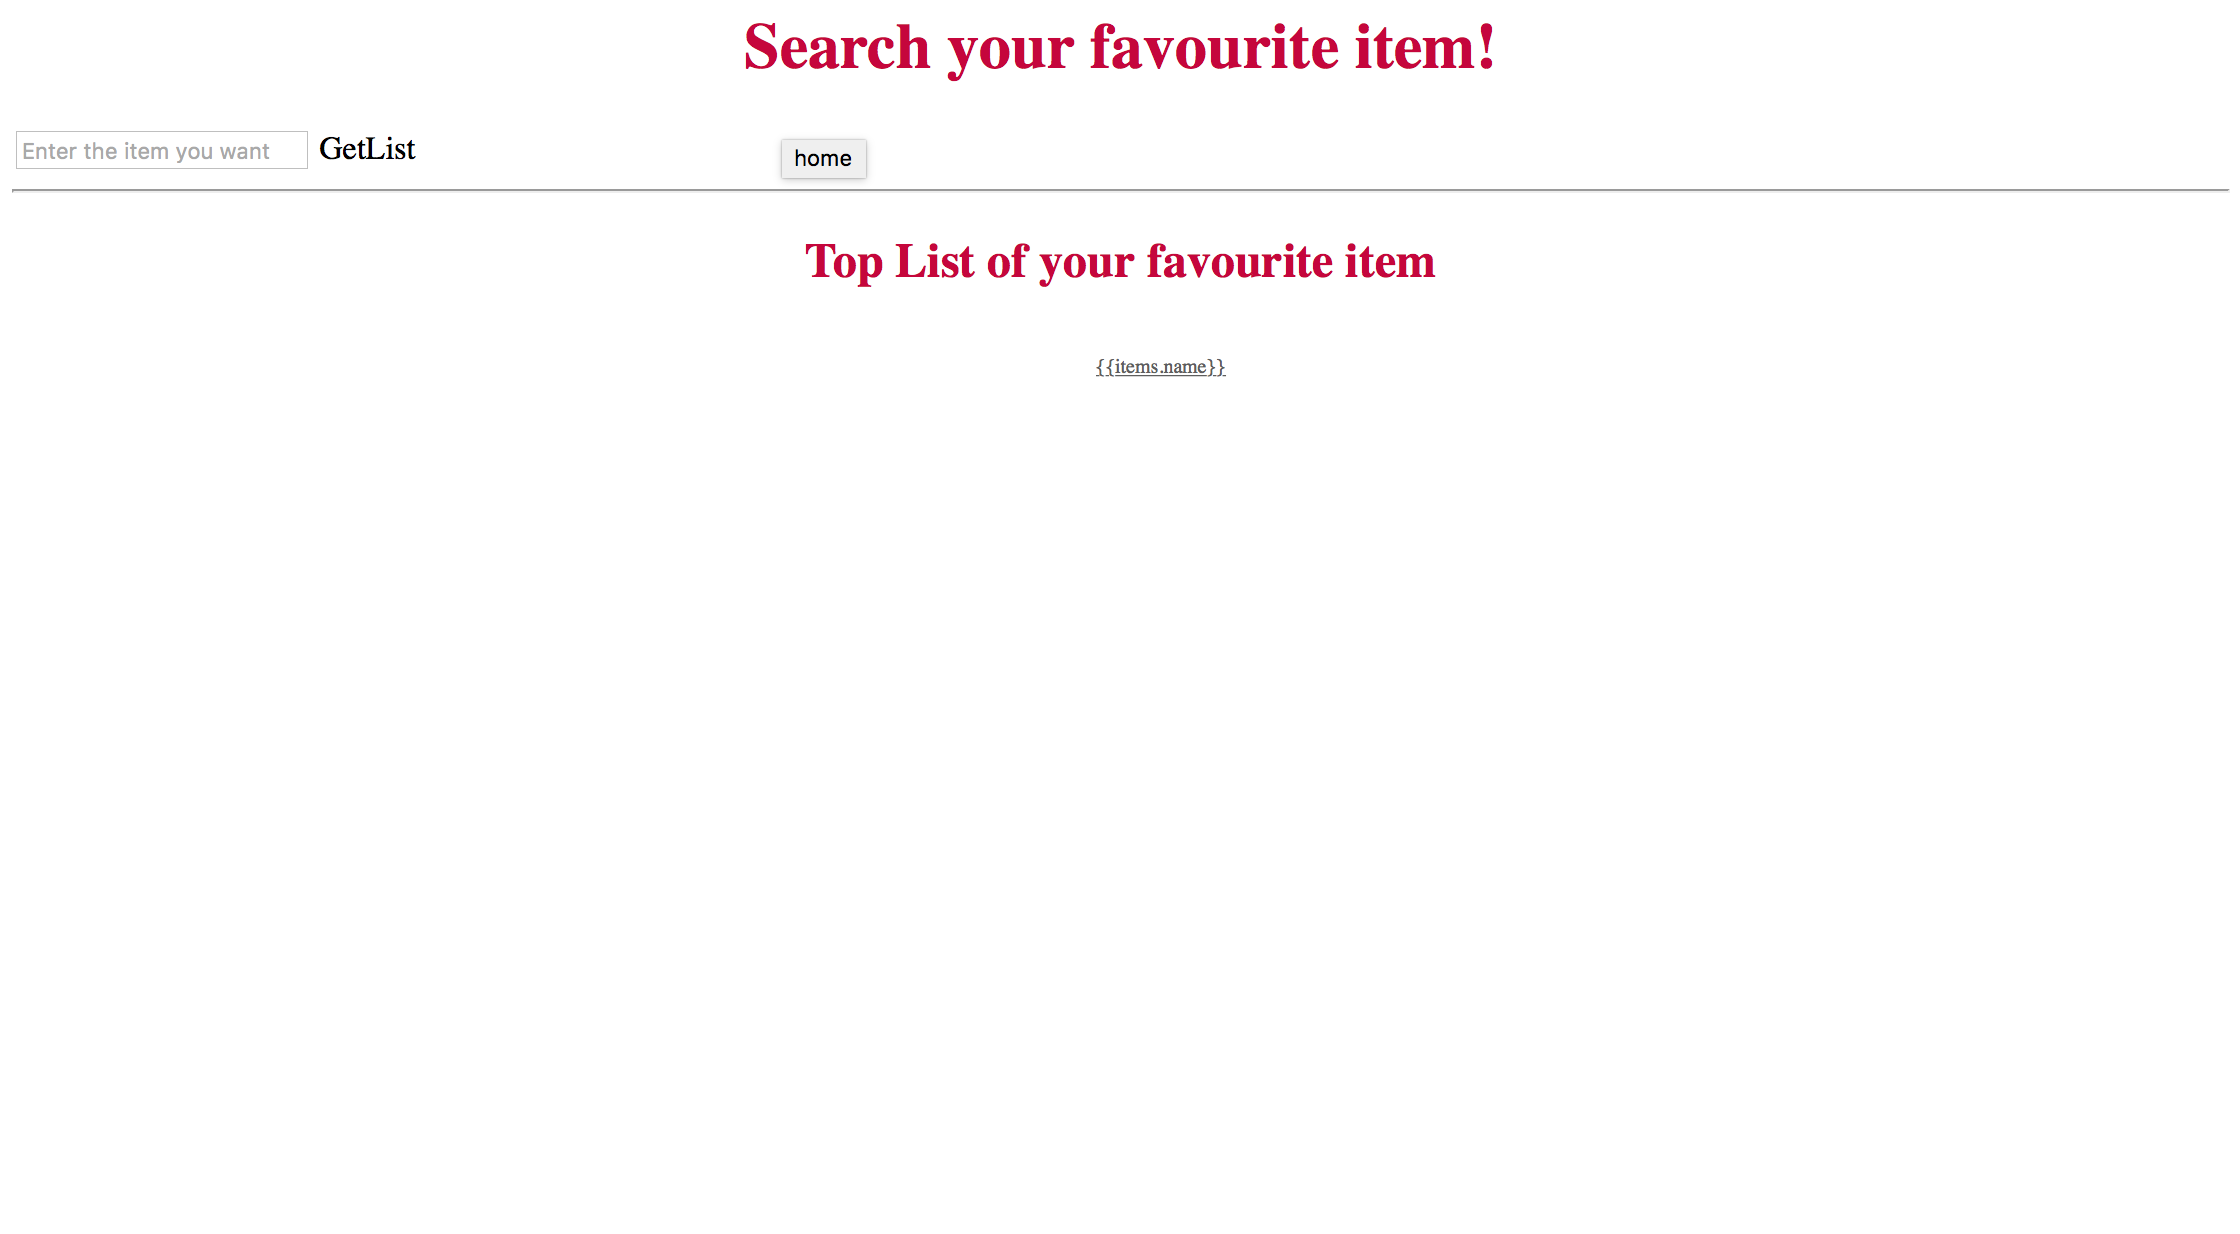 Search your favourite item!
Enter the item you want GetList home
Top List of your favourite item
{{items.name}}